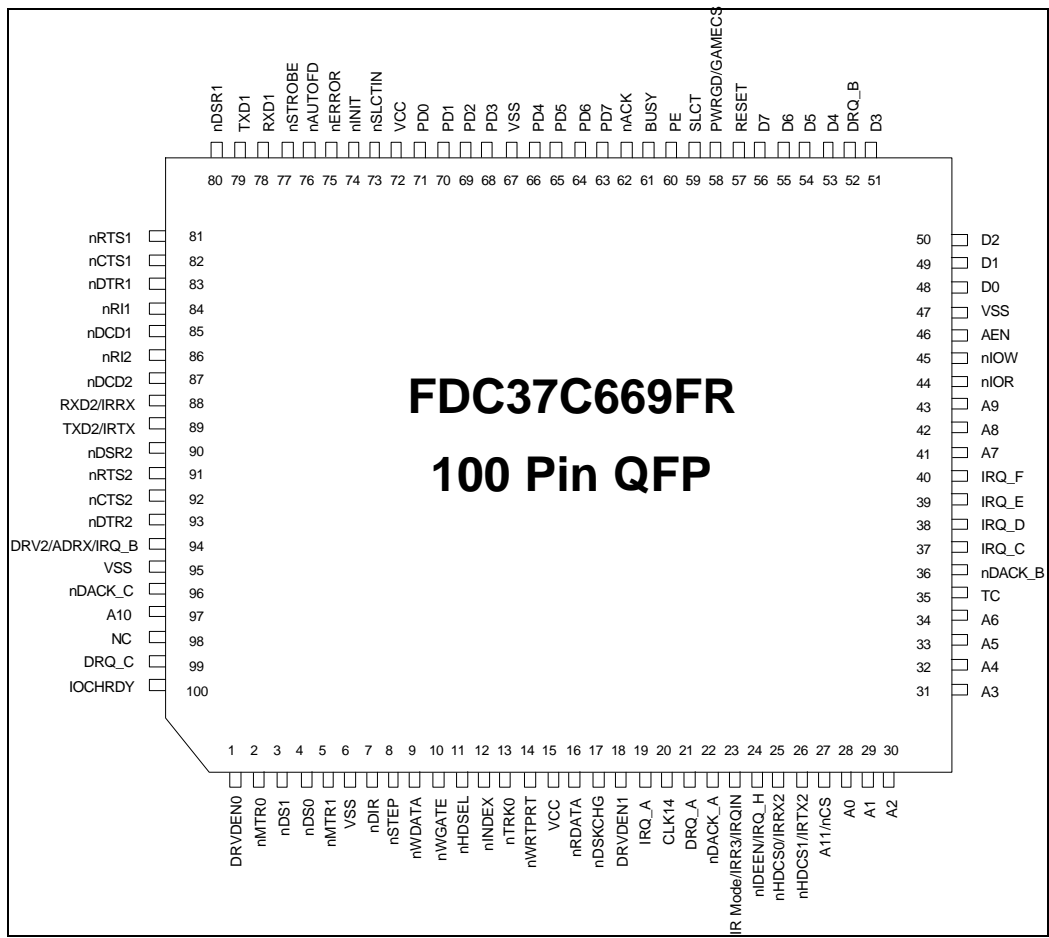 nDSR1 TXD1 RXD1 nSTROBE nAUTOFD nERROR nINIT nSLCTIN VCC PD0 PD1 PD2 PD3 VSS PD4 PD5 PD6 PD7 nACK BUSY PE SLCT PWRGD/GAMECS RESET D7 D6 D5 D4 DRQ_B D3
80 79 78 77 76 75 74 73 72 71 70 69 68 67 66 65 64 63 62 61 60 59 58 57 56 55 54 53 52 51
nRTS1 81
nCTS1 82
nDTR1 83
nRI1 84
nDCD1 85
nRI2 86
nDCD2 87
RXD2/IRRX 88
TXD2/IRTX 89
nDSR2 90
nRTS2 91
nCTS2 92
nDTR2 93
DRV2/ADRX/IRQ_B 94
VSS 95
nDACK_C 96
A10 97
NC 98
DRQ_C 99
IOCHRDY 100
FDC37C669FR
100 Pin QFP
50 D2
49 D1
48 D0
47 VSS
46 AEN
45 nIOW
44 nIOR
43 A9
42 A8
41 A7
40 IRQ_F
39 IRQ_E
38 IRQ_D
37 IRQ_C
36 nDACK_B
35 TC
34 A6
33 A5
32 A4
31 A3
1 2 3 4 5 6 7 8 9 10 11 12 13 14 15 16 17 18 19 20 21 22 23 24 25 26 27 28 29 30
DRVDEN0 nMTR0 nDS1 nDS0 nMTR1 VSS nDIR nSTEP nWDATA nWGATE nHDSEL nINDEX nTRK0 nWRTPRT VCC nRDATA nDSKCHG DRVDEN1 IRQ_A CLK14 DRQ_A nDACK_A IR Mode/IRR3/IRQIN nIDEEN/IRQ_H nHDCS0/IRRX2 nHDCS1/IRTX2 A11/nCS A0 A1 A2